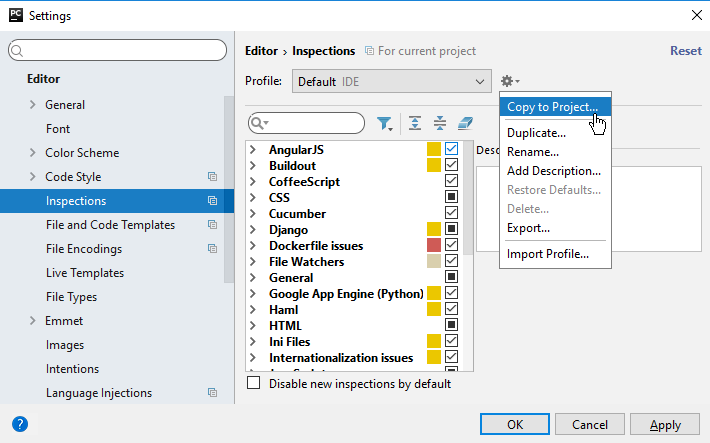 PC Settings
Editor
General
Font
Color Scheme
Code Style
Inspections
File and Code Templates
File Encodings
Live Templates
File Types
Emmet
Images
Intentions
Language Injections
Editor › Inspections For current project Reset
Profile: Default IDE
Copy to Project...
Duplicate...
Rename...
Add Description...
Restore Defaults...
Delete...
Export...
Import Profile...
Desc
AngularJS
Buildout
CoffeeScript
CSS
Cucumber
Django
Dockerfile issues
File Watchers
General
Google App Engine (Python)
Haml
HTML
Ini Files
Internationalization issues
Disable new inspections by default
? OK Cancel Apply